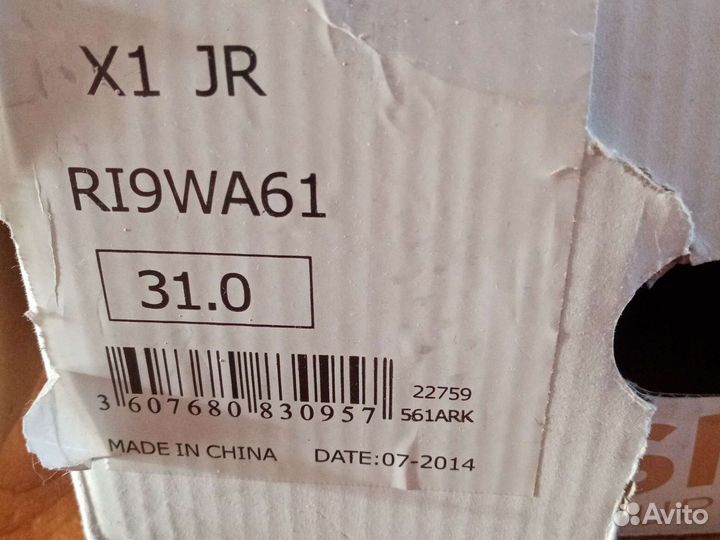 X1 JR
RI9WA61
31.0
3 607680 830957
22759
561ARK
MADE IN CHINA DATE:07-2014
Avito